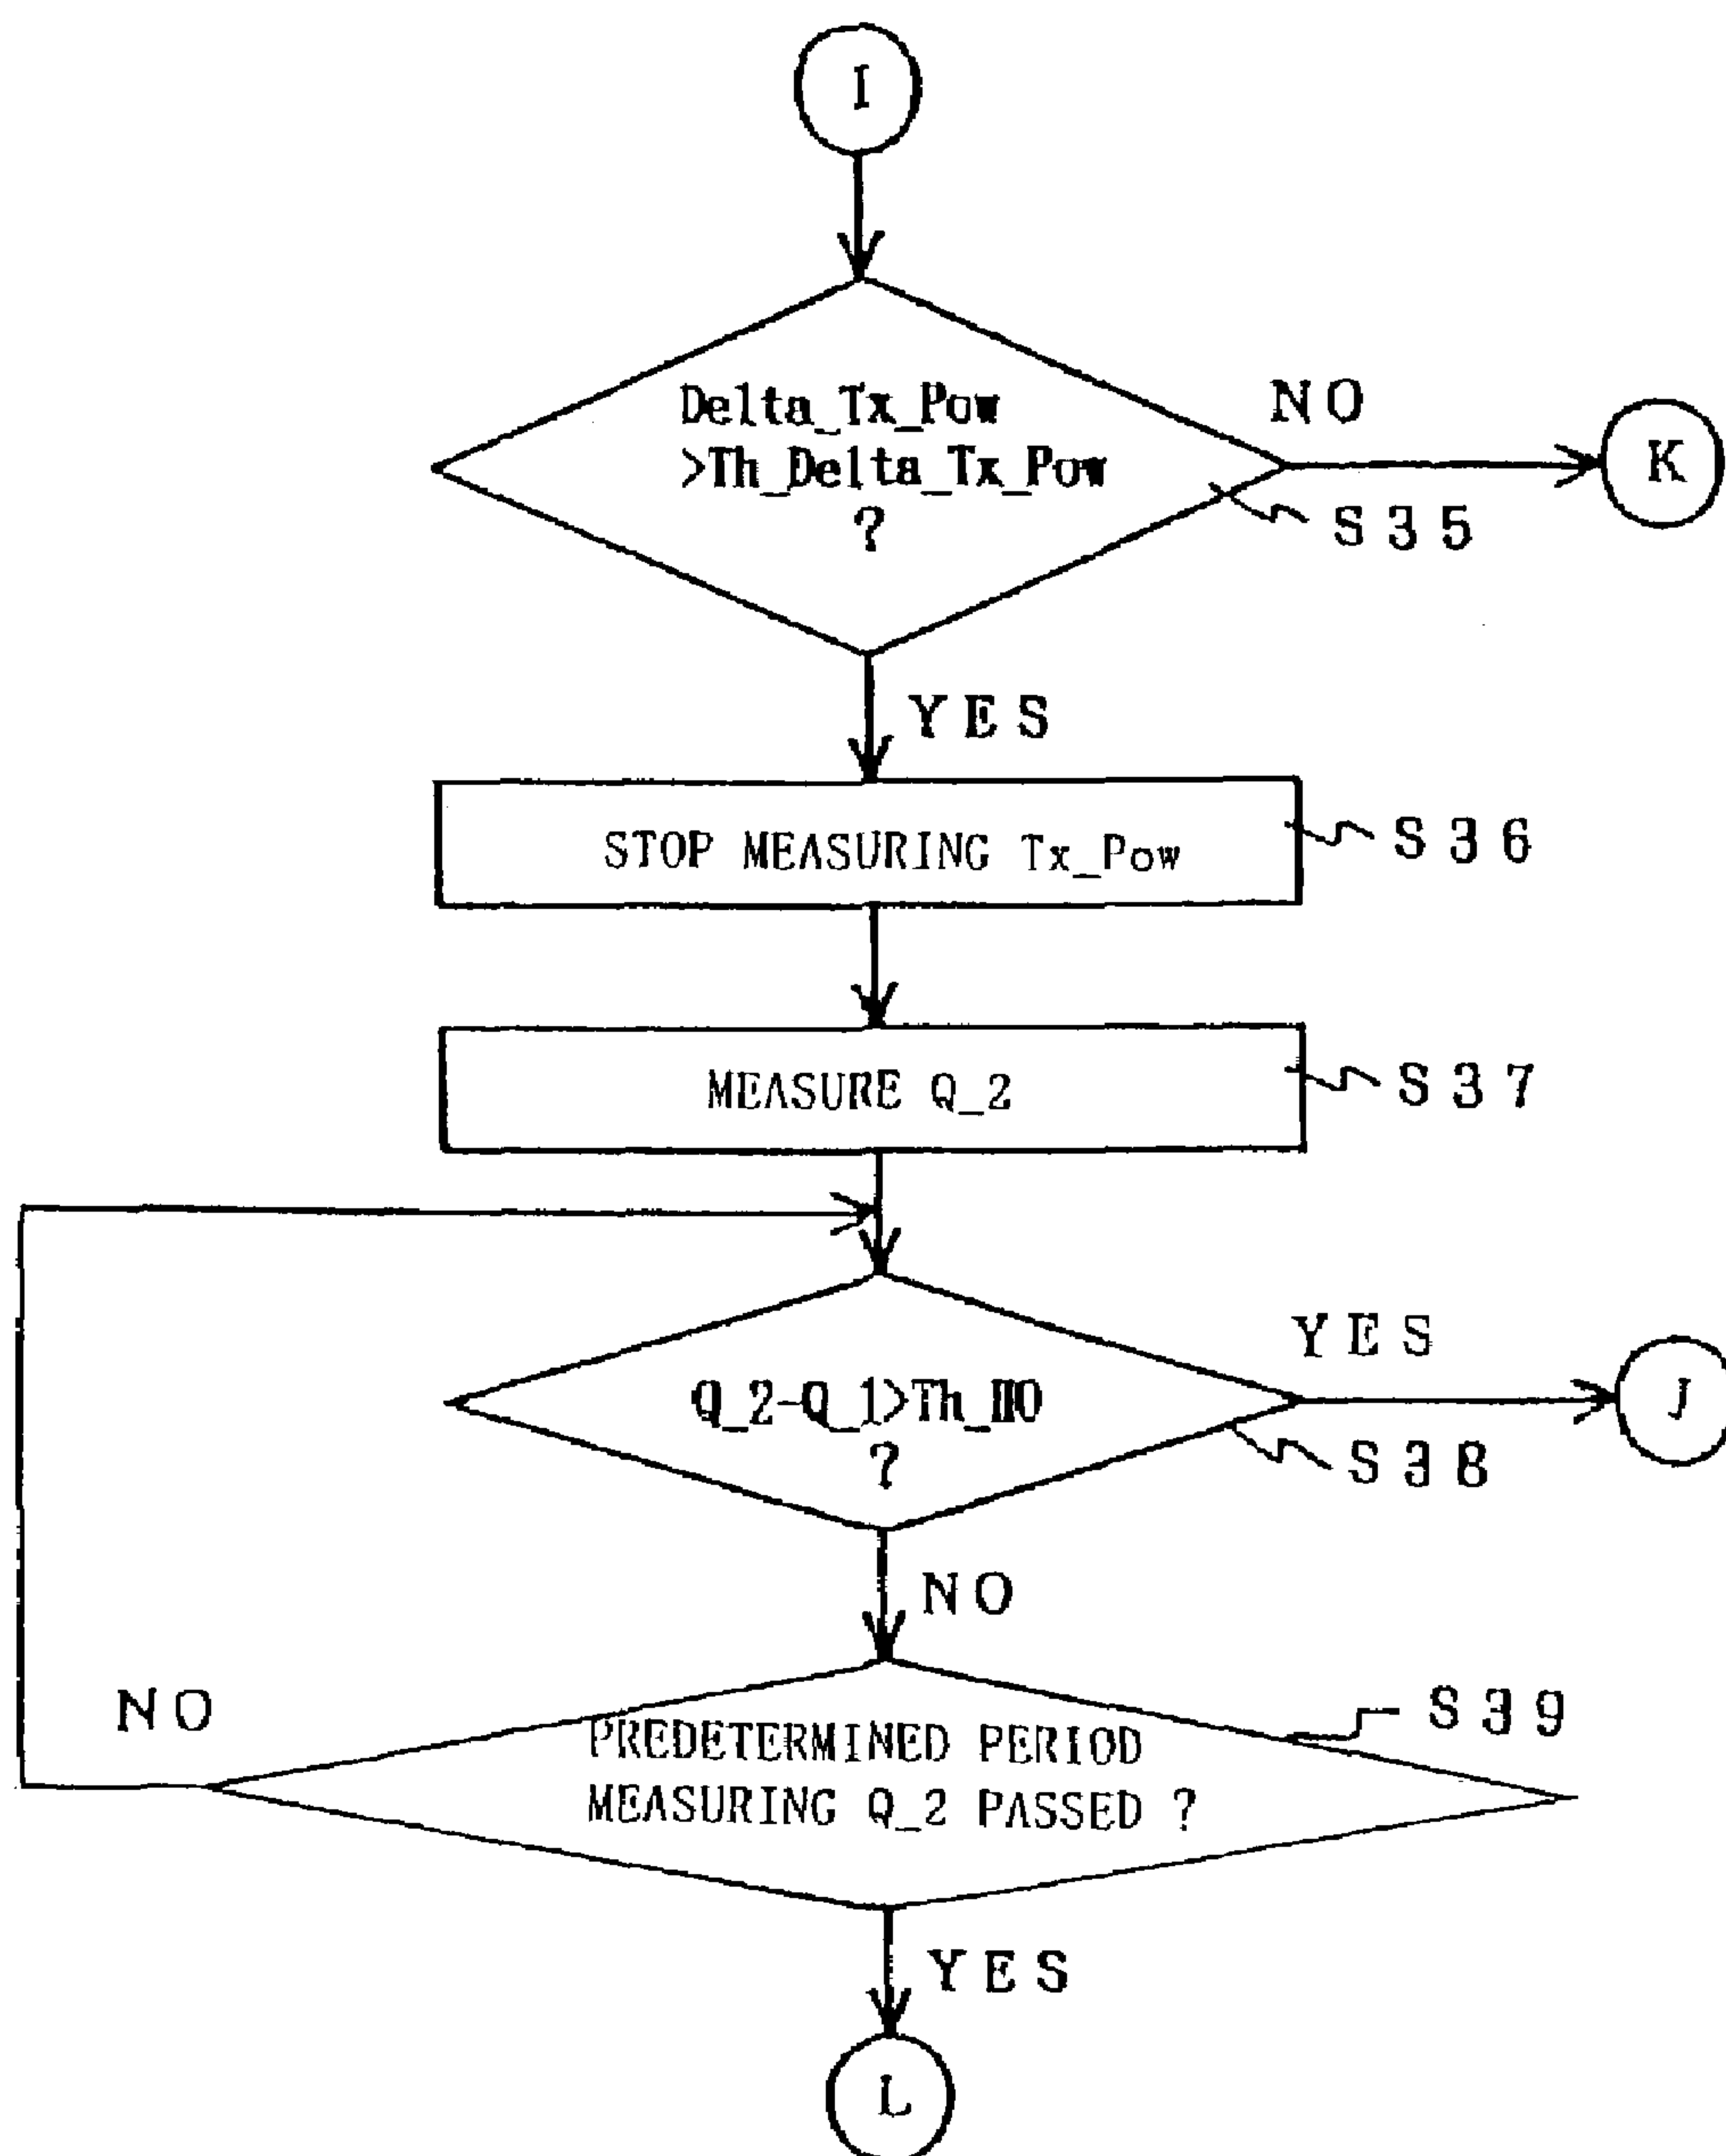 I
Delta_Tx_Pow
>Th_Delta_Tx_Pow
?
NO
K
S35
YES
STOP MEASURING Tx_Pow
S36
MEASURE Q_2
S37
Q_2-Q_1>Th_HO
?
YES
J
S38
NO
PREDETERMINED PERIOD
MEASURING Q_2 PASSED ?
S39
NO
YES
L